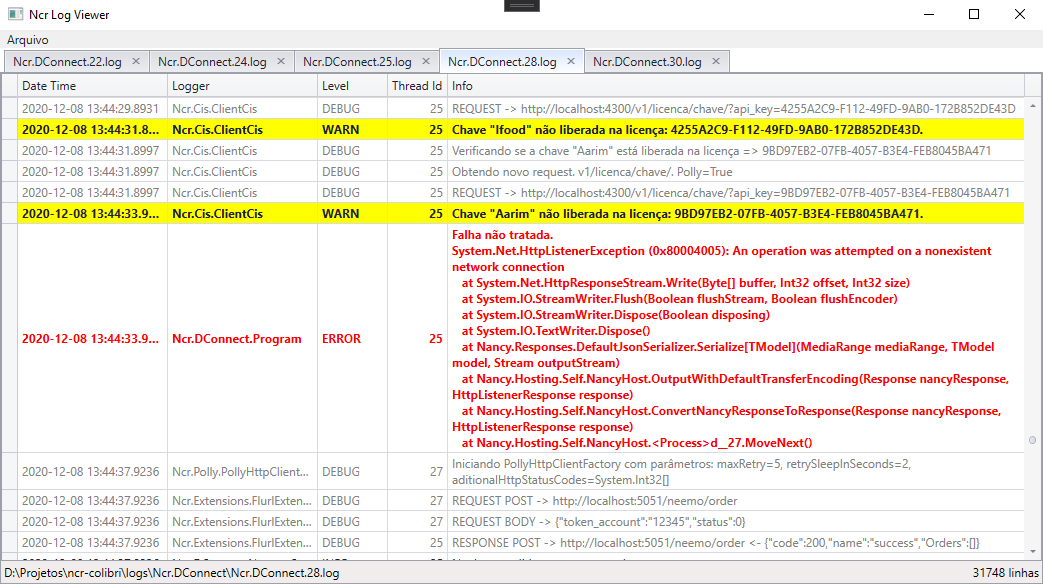 Ncr Log Viewer
Arquivo
Ncr.DConnect.22.log × Ncr.DConnect.24.log × Ncr.DConnect.25.log × Ncr.DConnect.28.log × Ncr.DConnect.30.log ×
Date Time Logger Level Thread Id Info
2020-12-08 13:44:29.8931 Ncr.Cis.ClientCis DEBUG 25 REQUEST -> http://localhost:4300/v1/licenca/chave/?api_key=4255A2C9-F112-49FD-9AB0-172B852DE43D
2020-12-08 13:44:31.8... Ncr.Cis.ClientCis WARN 25 Chave "Ifood" não liberada na licença: 4255A2C9-F112-49FD-9AB0-172B852DE43D.
2020-12-08 13:44:31.8997 Ncr.Cis.ClientCis DEBUG 25 Verificando se a chave "Aarim" está liberada na licença => 9BD97EB2-07FB-4057-B3E4-FEB8045BA471
2020-12-08 13:44:31.8997 Ncr.Cis.ClientCis DEBUG 25 Obtendo novo request. v1/licenca/chave/. Polly=True
2020-12-08 13:44:31.8997 Ncr.Cis.ClientCis DEBUG 25 REQUEST -> http://localhost:4300/v1/licenca/chave/?api_key=9BD97EB2-07FB-4057-B3E4-FEB8045BA471
2020-12-08 13:44:33.9... Ncr.Cis.ClientCis WARN 25 Chave "Aarim" não liberada na licença: 9BD97EB2-07FB-4057-B3E4-FEB8045BA471.
Falha não tratada.
System.Net.HttpListenerException (0x80004005): An operation was attempted on a nonexistent
network connection
at System.Net.HttpResponseStream.Write(Byte[] buffer, Int32 offset, Int32 size)
at System.IO.StreamWriter.Flush(Boolean flushStream, Boolean flushEncoder)
at System.IO.StreamWriter.Dispose(Boolean disposing)
at System.IO.TextWriter.Dispose()
2020-12-08 13:44:33.9... Ncr.DConnect.Program ERROR 25 at Nancy.Responses.DefaultJsonSerializer.Serialize[TModel](MediaRange mediaRange, TModel
model, Stream outputStream)
at Nancy.Hosting.Self.NancyHost.OutputWithDefaultTransferEncoding(Response nancyResponse,
HttpListenerResponse response)
at Nancy.Hosting.Self.NancyHost.ConvertNancyResponseToResponse(Response nancyResponse,
HttpListenerResponse response)
at Nancy.Hosting.Self.NancyHost.<Process>d__27.MoveNext()
2020-12-08 13:44:37.9236 Ncr.Polly.PollyHttpClient... DEBUG 27 Iniciando PollyHttpClientFactory com parâmetros: maxRetry=5, retrySleepInSeconds=2,
aditionalHttpStatusCodes=System.Int32[]
2020-12-08 13:44:37.9236 Ncr.Extensions.FlurlExten... DEBUG 27 REQUEST POST -> http://localhost:5051/neemo/order
2020-12-08 13:44:37.9236 Ncr.Extensions.FlurlExten... DEBUG 27 REQUEST BODY -> {"token_account":"12345","status":0}
2020-12-08 13:44:37.9236 Ncr.Extensions.FlurlExten... DEBUG 25 RESPONSE POST -> http://localhost:5051/neemo/order <- {"code":200,"name":"success","Orders":[]}
D:\Projetos\ncr-colibri\logs\Ncr.DConnect\Ncr.DConnect.28.log 31748 linhas